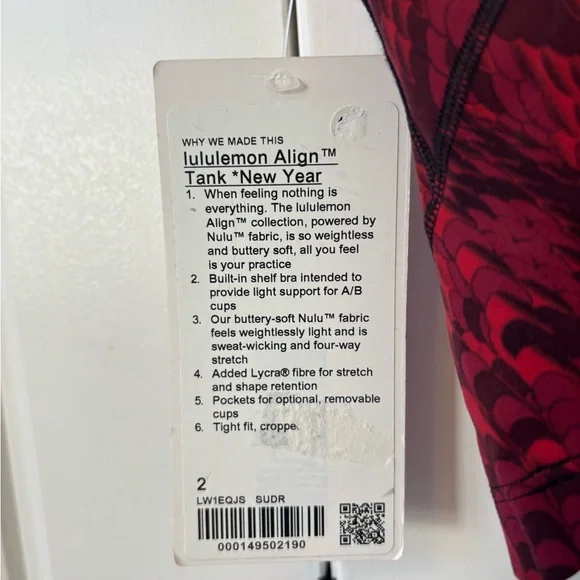 WHY WE MADE THIS
lululemon Align™
Tank *New Year
1. When feeling nothing is
everything. The lululemon
Align™ collection, powered by
Nulu™ fabric, is so weightless
and buttery soft, all you feel
is your practice
2. Built-in shelf bra intended to
provide light support for A/B
cups
3. Our buttery-soft Nulu™ fabric
feels weightlessly light and is
sweat-wicking and four-way
stretch
4. Added Lycra® fibre for stretch
and shape retention
5. Pockets for optional, removable
cups
6. Tight fit, croppe
2
LW1EQJS SUDR
000149502190